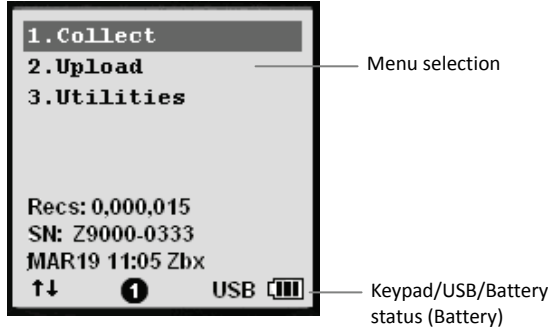 1.Collect
2.Upload
Menu selection
3.Utilities
Recs: 0,000,015
SN: Z9000-0333
MAR19 11:05 Zbx
↑↓ 1 USB
Keypad/USB/Battery
status (Battery)